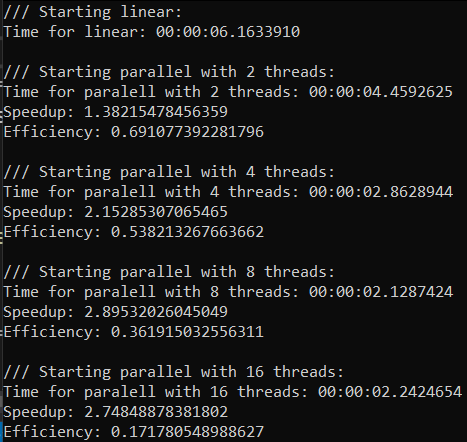 /// Starting linear:
Time for linear: 00:00:06.1633910
/// Starting parallel with 2 threads:
Time for paralell with 2 threads: 00:00:04.4592625
Speedup: 1.38215478456359
Efficiency: 0.691077392281796
/// Starting parallel with 4 threads:
Time for paralell with 4 threads: 00:00:02.8628944
Speedup: 2.15285307065465
Efficiency: 0.538213267663662
/// Starting parallel with 8 threads:
Time for paralell with 8 threads: 00:00:02.1287424
Speedup: 2.89532026045049
Efficiency: 0.361915032556311
/// Starting parallel with 16 threads:
Time for paralell with 16 threads: 00:00:02.2424654
Speedup: 2.74848878381802
Efficiency: 0.171780548988627